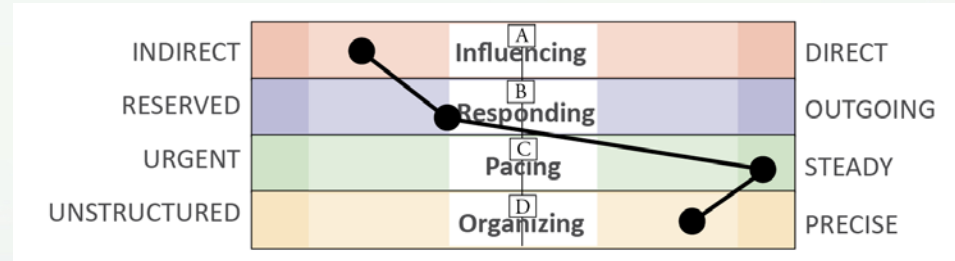 A
INDIRECT Influencing DIRECT
B
RESERVED Responding OUTGOING
C
URGENT Pacing STEADY
D
UNSTRUCTURED Organizing PRECISE